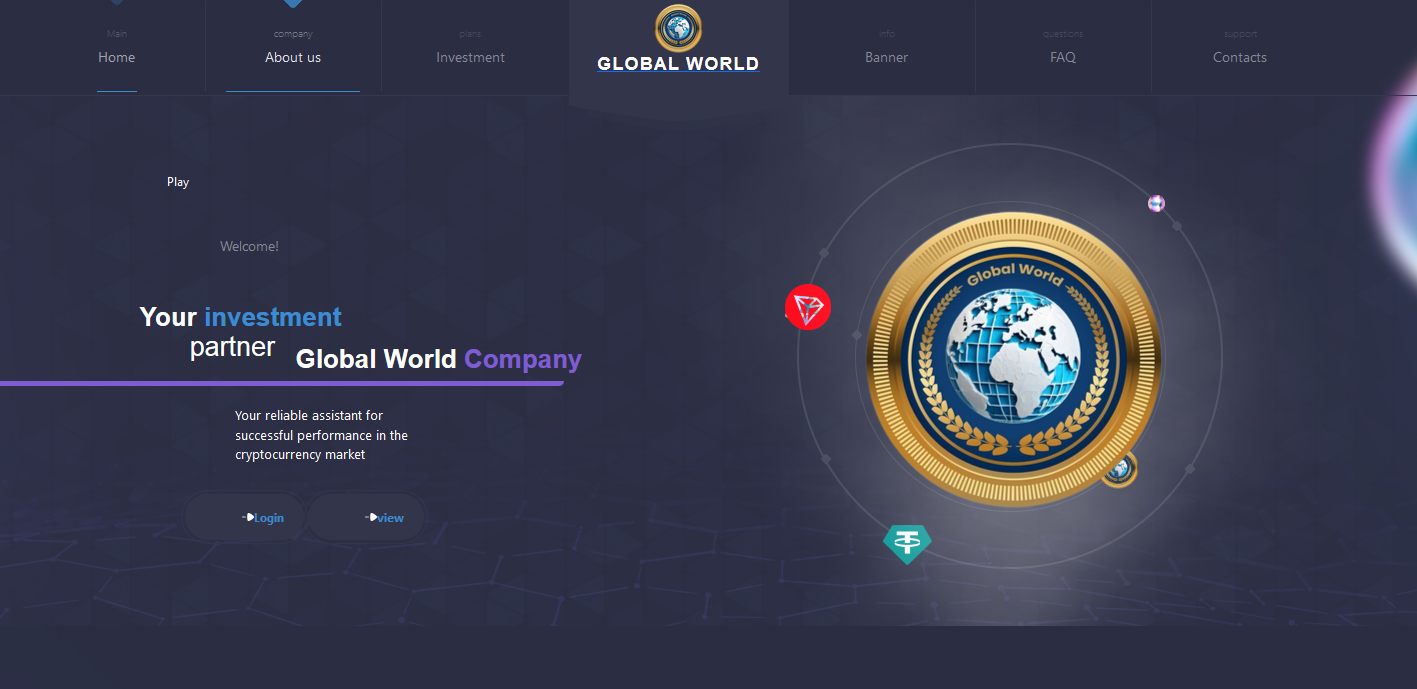 Main
Home
company
About us
plans
Investment
GLOBAL WORLD
info
Banner
questions
FAQ
support
Contacts
Play
Welcome!
Your investment
partner
Global World Company
Your reliable assistant for
successful performance in the
cryptocurrency market
Login
view
Global World